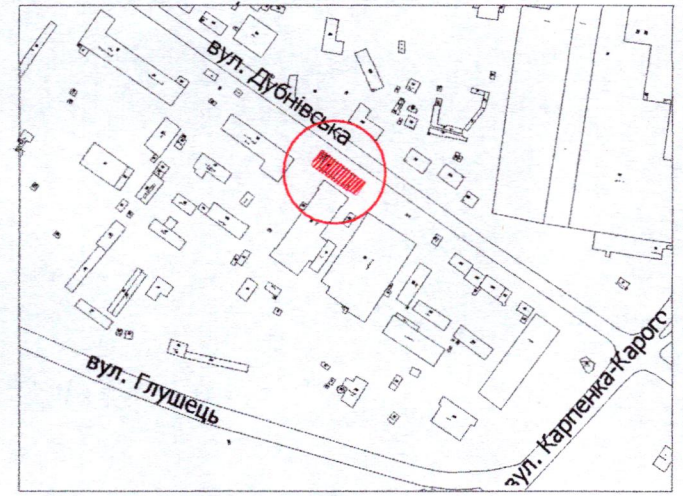 вул. Дубнівська
вул. Глушець
вул. Карпенка-Карого